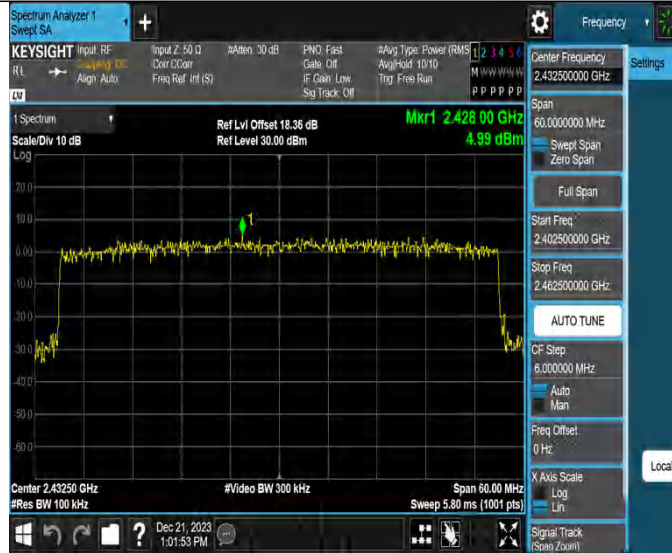 Spectrum Analyzer 1
Swept SA
+
Frequency
KEYSIGHT
Input: RF
Coupling: DC
Align: Auto
Input Z: 50 Ω
Corr CCorr
Freq Ref: Int (S)
#Atten: 30 dB
PNO: Fast
Gate: Off
IF Gain: Low
Sig Track: Off
#Avg Type: Power (RMS
Avg|Hold: 10/10
Trig: Free Run
1 2 3 4 5 6
M W W W W W
P P P P P P
RL
LXI
Settings
1 Spectrum
Scale/Div 10 dB
Log
Ref Lvl Offset 18.36 dB
Ref Level 30.00 dBm
Mkr1 2.428 00 GHz
4.99 dBm
20.0
10.0
0.00
-10.0
-20.0
-30.0
-40.0
-50.0
-60.0
1
Center 2.43250 GHz
#Res BW 100 kHz
#Video BW 300 kHz
Span 60.00 MHz
Sweep 5.80 ms (1001 pts)
Center Frequency
2.432500000 GHz
Span
60.0000000 MHz
Swept Span
Zero Span
Full Span
Start Freq
2.402500000 GHz
Stop Freq
2.462500000 GHz
AUTO TUNE
CF Step
6.000000 MHz
Auto
Man
Freq Offset
0 Hz
X Axis Scale
Log
Lin
Signal Track
(Span Zoom)
Local
?
Dec 21, 2023
1:01:53 PM